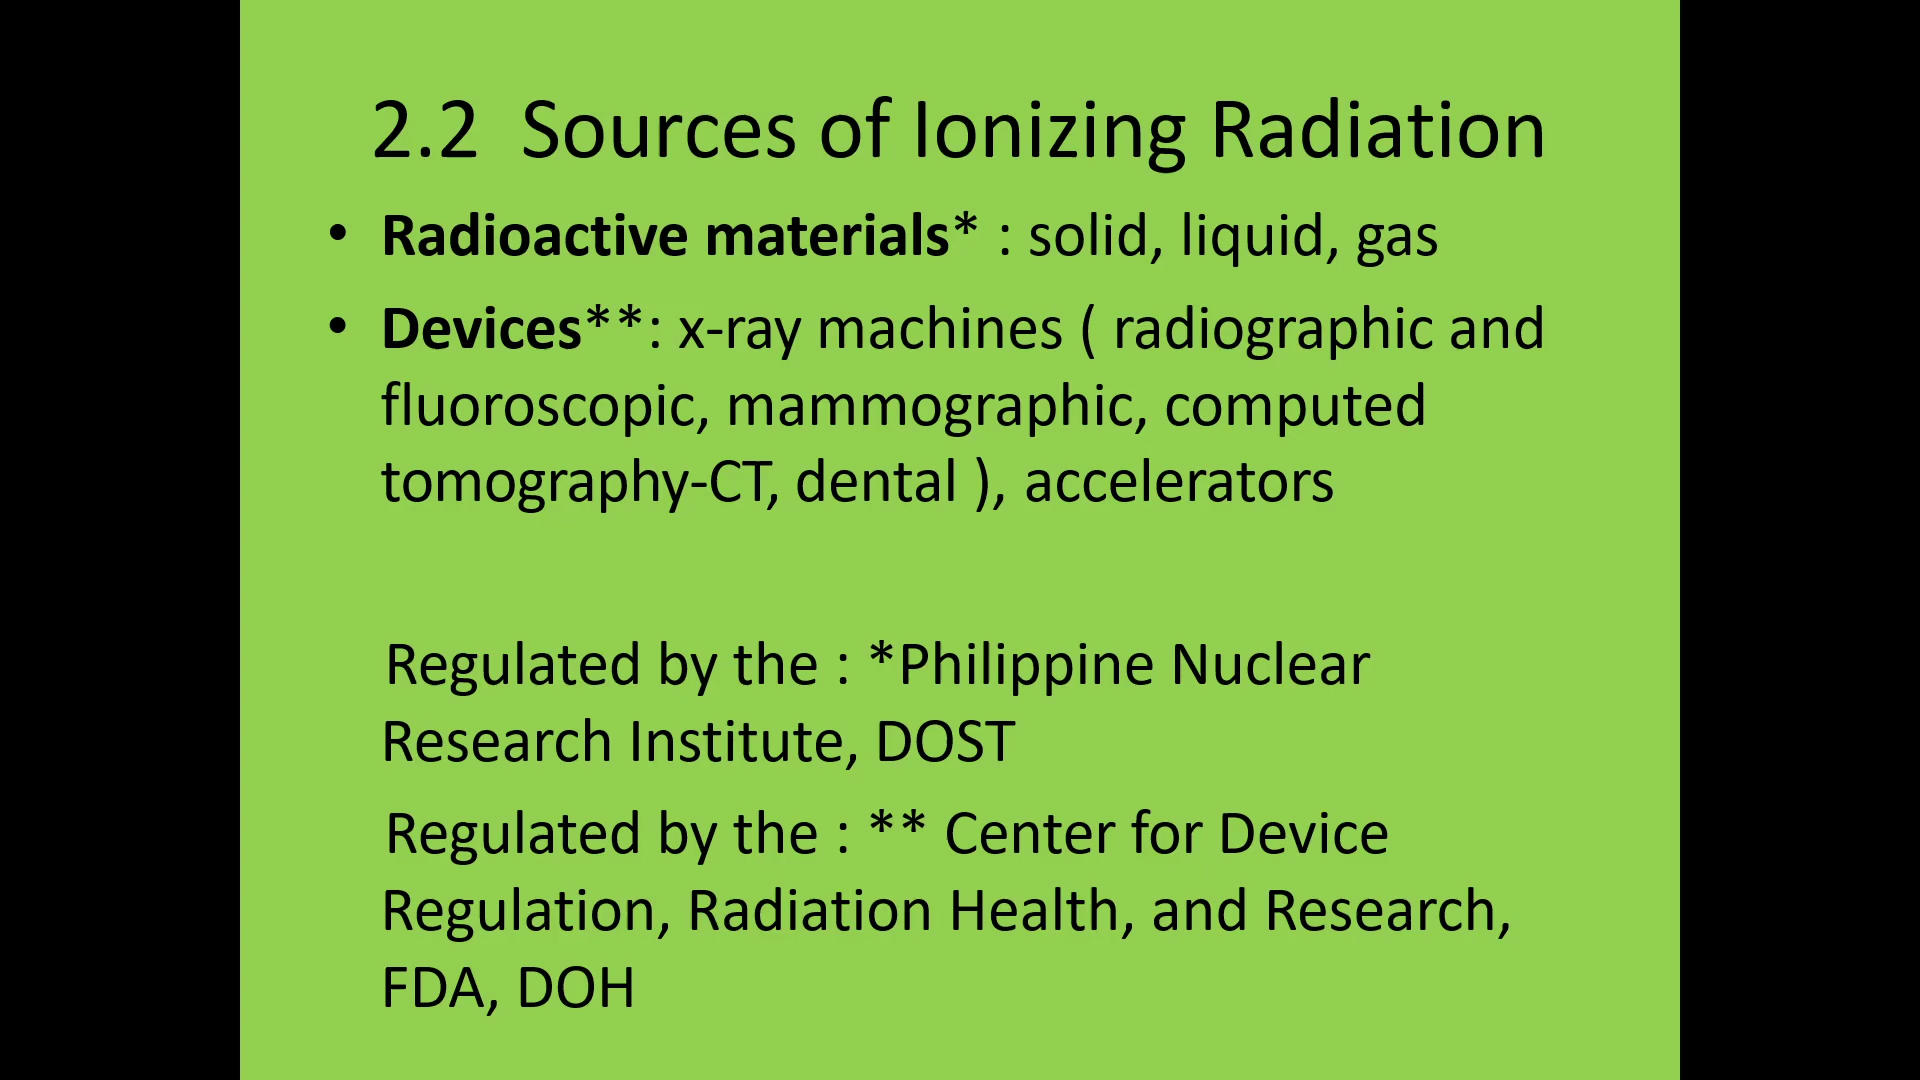 2.2  Sources of Ionizing Radiation
• Radioactive materials* : solid, liquid, gas
• Devices**: x-ray machines ( radiographic and
fluoroscopic, mammographic, computed
tomography-CT, dental ), accelerators
Regulated by the : *Philippine Nuclear
Research Institute, DOST
Regulated by the : ** Center for Device
Regulation, Radiation Health, and Research,
FDA, DOH